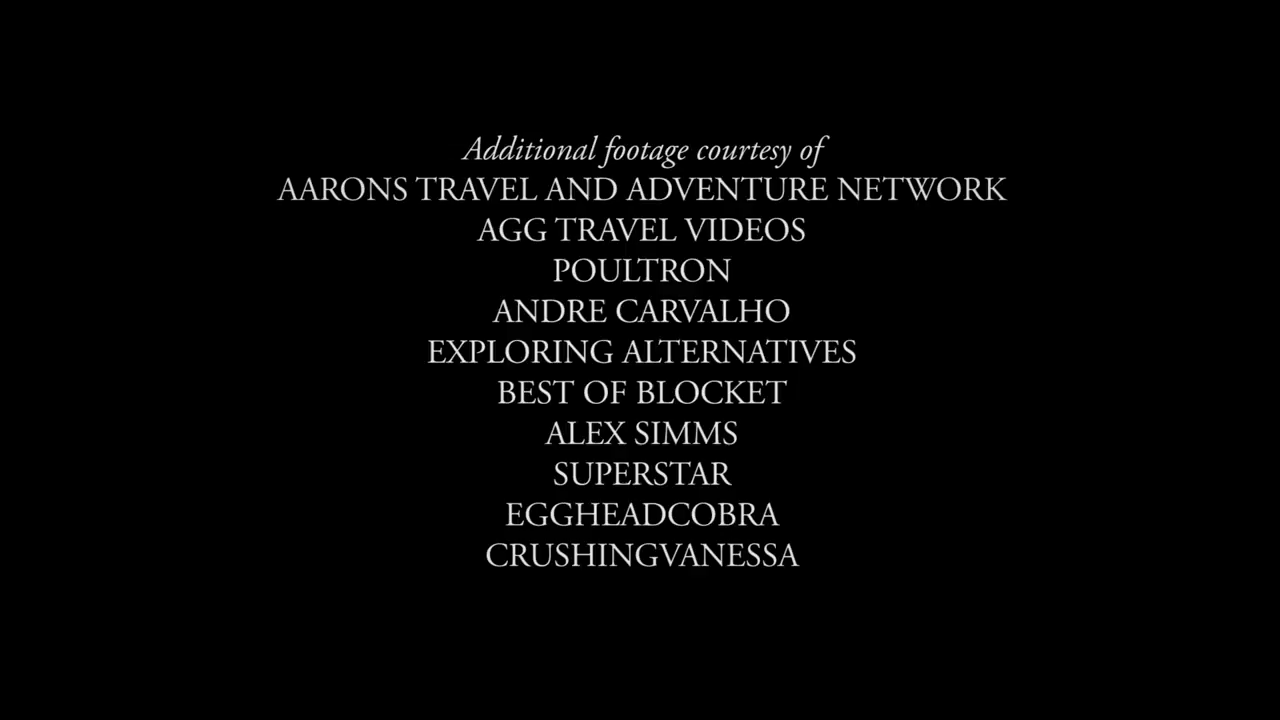 Additional footage courtesy of
AARONS TRAVEL AND ADVENTURE NETWORK
AGG TRAVEL VIDEOS
POULTRON
ANDRE CARVALHO
EXPLORING ALTERNATIVES
BEST OF BLOCKET
ALEX SIMMS
SUPERSTAR
EGGHEADCOBRA
CRUSHINGVANESSA